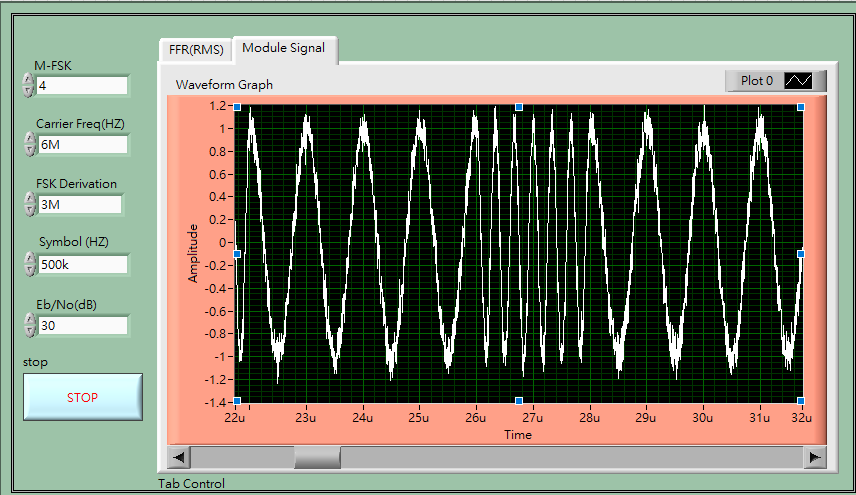 FFR(RMS)
Module Signal
M-FSK
4
Carrier Freq(HZ)
6M
FSK Derivation
3M
Symbol (HZ)
500k
Eb/No(dB)
30
stop
STOP
Waveform Graph
Plot 0
Amplitude
1.2
1
0.8
0.6
0.4
0.2
0
-0.2
-0.4
-0.6
-0.8
-1
-1.2
-1.4
22u
23u
24u
25u
26u
27u
28u
29u
30u
31u
32u
Time
Tab Control